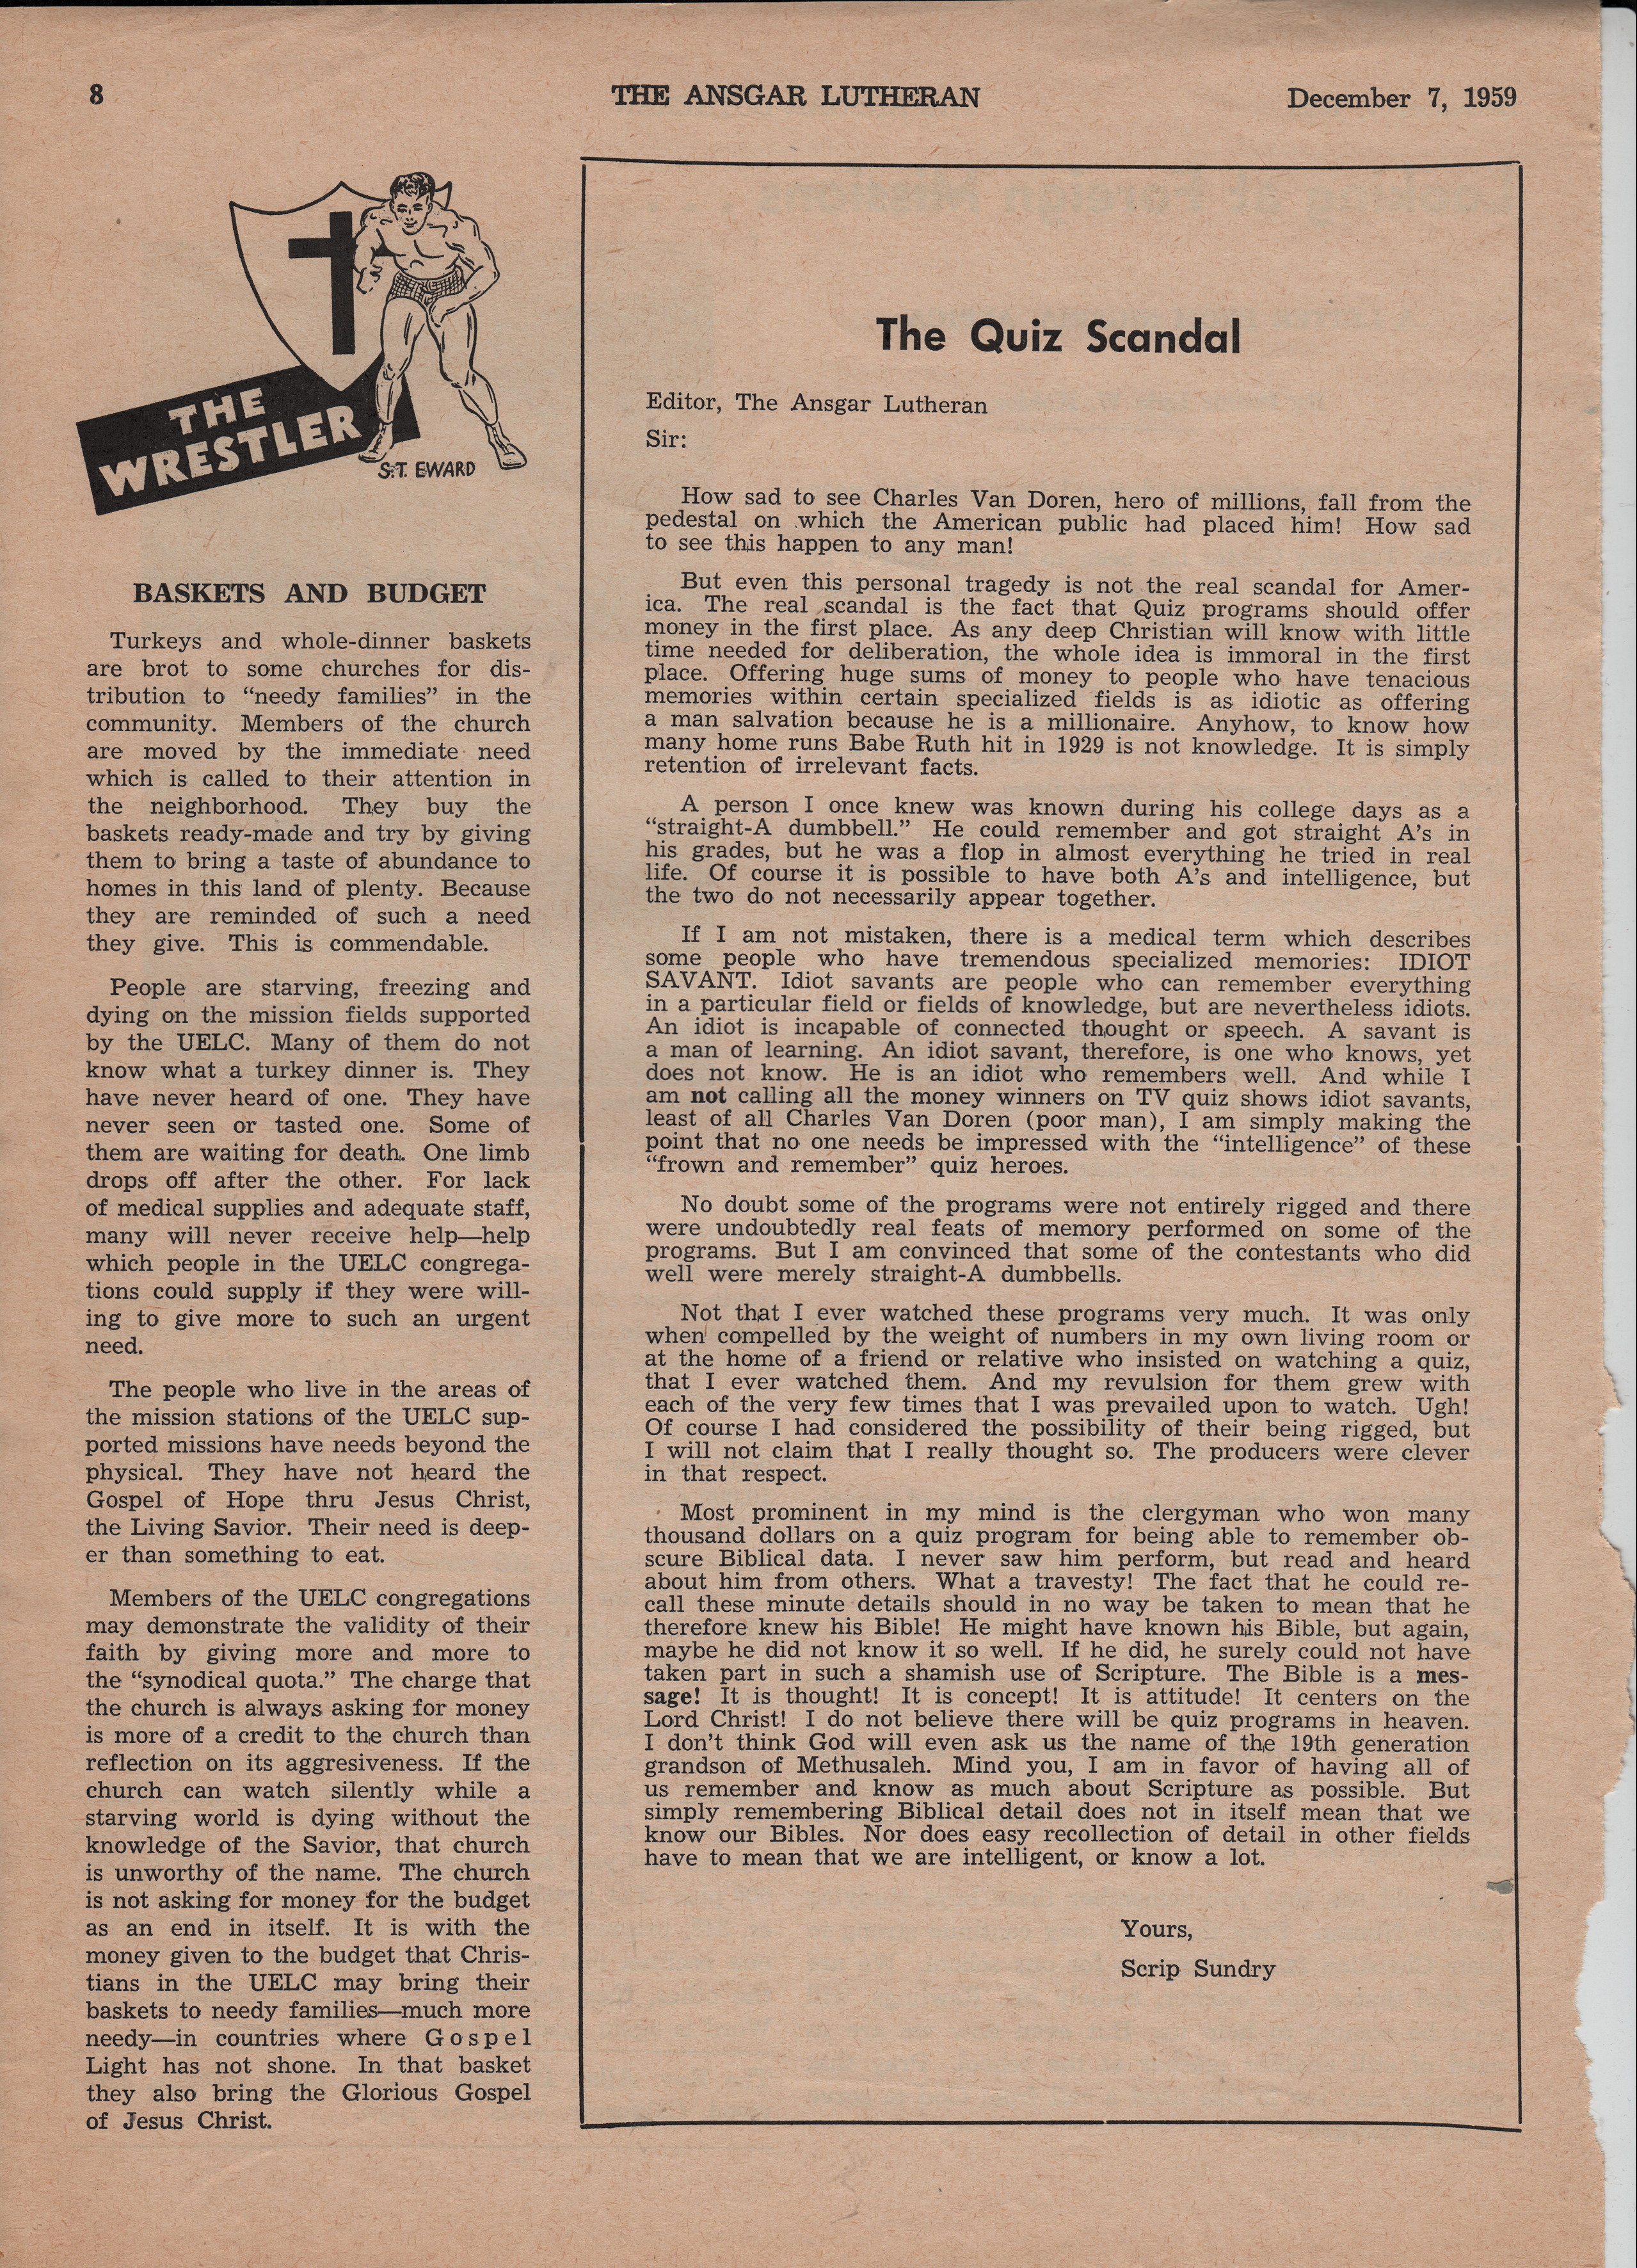 8
THE ANSGAR LUTHERAN
December 7, 1959
THE
WRESTLER
S.T. EWARD
BASKETS AND BUDGET
Turkeys and whole-dinner baskets
are brot to some churches for dis-
tribution to “needy families” in the
community. Members of the church
are moved by the immediate need
which is called to their attention in
the neighborhood. They buy the
baskets ready-made and try by giving
them to bring a taste of abundance to
homes in this land of plenty. Because
they are reminded of such a need
they give. This is commendable.
People are starving, freezing and
dying on the mission fields supported
by the UELC. Many of them do not
know what a turkey dinner is. They
have never heard of one. They have
never seen or tasted one. Some of
them are waiting for death. One limb
drops off after the other. For lack
of medical supplies and adequate staff,
many will never receive help—help
which people in the UELC congrega-
tions could supply if they were will-
ing to give more to such an urgent
need.
The people who live in the areas of
the mission stations of the UELC sup-
ported missions have needs beyond the
physical. They have not heard the
Gospel of Hope thru Jesus Christ,
the Living Savior. Their need is deep-
er than something to eat.
Members of the UELC congregations
may demonstrate the validity of their
faith by giving more and more to
the “synodical quota.” The charge that
the church is always asking for money
is more of a credit to the church than
reflection on its aggresiveness. If the
church can watch silently while a
starving world is dying without the
knowledge of the Savior, that church
is unworthy of the name. The church
is not asking for money for the budget
as an end in itself. It is with the
money given to the budget that Chris-
tians in the UELC may bring their
baskets to needy families—much more
needy—in countries where Gospel
Light has not shone. In that basket
they also bring the Glorious Gospel
of Jesus Christ.
The Quiz Scandal
Editor, The Ansgar Lutheran
Sir:
How sad to see Charles Van Doren, hero of millions, fall from the
pedestal on which the American public had placed him! How sad
to see this happen to any man!
But even this personal tragedy is not the real scandal for Amer-
ica. The real scandal is the fact that Quiz programs should offer
money in the first place. As any deep Christian will know with little
time needed for deliberation, the whole idea is immoral in the first
place. Offering huge sums of money to people who have tenacious
memories within certain specialized fields is as idiotic as offering
a man salvation because he is a millionaire. Anyhow, to know how
many home runs Babe Ruth hit in 1929 is not knowledge. It is simply
retention of irrelevant facts.
A person I once knew was known during his college days as a
“straight-A dumbbell.” He could remember and got straight A’s in
his grades, but he was a flop in almost everything he tried in real
life. Of course it is possible to have both A’s and intelligence, but
the two do not necessarily appear together.
If I am not mistaken, there is a medical term which describes
some people who have tremendous specialized memories: IDIOT
SAVANT. Idiot savants are people who can remember everything
in a particular field or fields of knowledge, but are nevertheless idiots.
An idiot is incapable of connected thought or speech. A savant is
a man of learning. An idiot savant, therefore, is one who knows, yet
does not know. He is an idiot who remembers well. And while I
am not calling all the money winners on TV quiz shows idiot savants,
least of all Charles Van Doren (poor man), I am simply making the
point that no one needs be impressed with the “intelligence” of these
“frown and remember” quiz heroes.
No doubt some of the programs were not entirely rigged and there
were undoubtedly real feats of memory performed on some of the
programs. But I am convinced that some of the contestants who did
well were merely straight-A dumbbells.
Not that I ever watched these programs very much. It was only
when compelled by the weight of numbers in my own living room or
at the home of a friend or relative who insisted on watching a quiz,
that I ever watched them. And my revulsion for them grew with
each of the very few times that I was prevailed upon to watch. Ugh!
Of course I had considered the possibility of their being rigged, but
I will not claim that I really thought so. The producers were clever
in that respect.
Most prominent in my mind is the clergyman who won many
thousand dollars on a quiz program for being able to remember ob-
scure Biblical data. I never saw him perform, but read and heard
about him from others. What a travesty! The fact that he could re-
call these minute details should in no way be taken to mean that he
therefore knew his Bible! He might have known his Bible, but again,
maybe he did not know it so well. If he did, he surely could not have
taken part in such a shamish use of Scripture. The Bible is a mes-
sage! It is thought! It is concept! It is attitude! It centers on the
Lord Christ! I do not believe there will be quiz programs in heaven.
I don’t think God will even ask us the name of the 19th generation
grandson of Methusaleh. Mind you, I am in favor of having all of
us remember and know as much about Scripture as possible. But
simply remembering Biblical detail does not in itself mean that we
know our Bibles. Nor does easy recollection of detail in other fields
have to mean that we are intelligent, or know a lot.
Yours,
Scrip Sundry